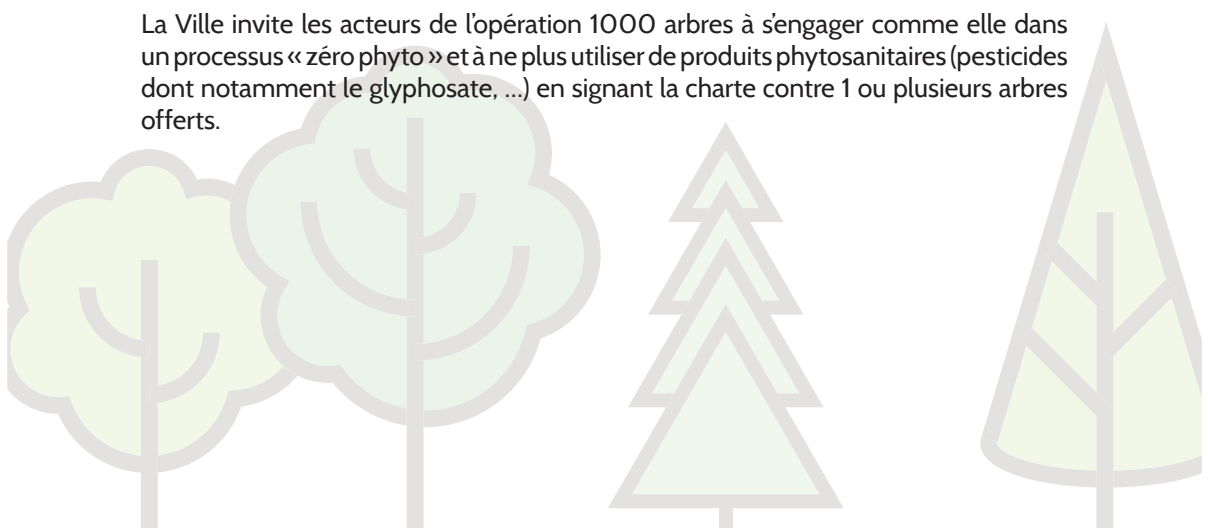 La Ville invite les acteurs de l’opération 1000 arbres à s’engager comme elle dans
un processus « zéro phyto » et à ne plus utiliser de produits phytosanitaires (pesticides
dont notamment le glyphosate, ...) en signant la charte contre 1 ou plusieurs arbres
offerts.